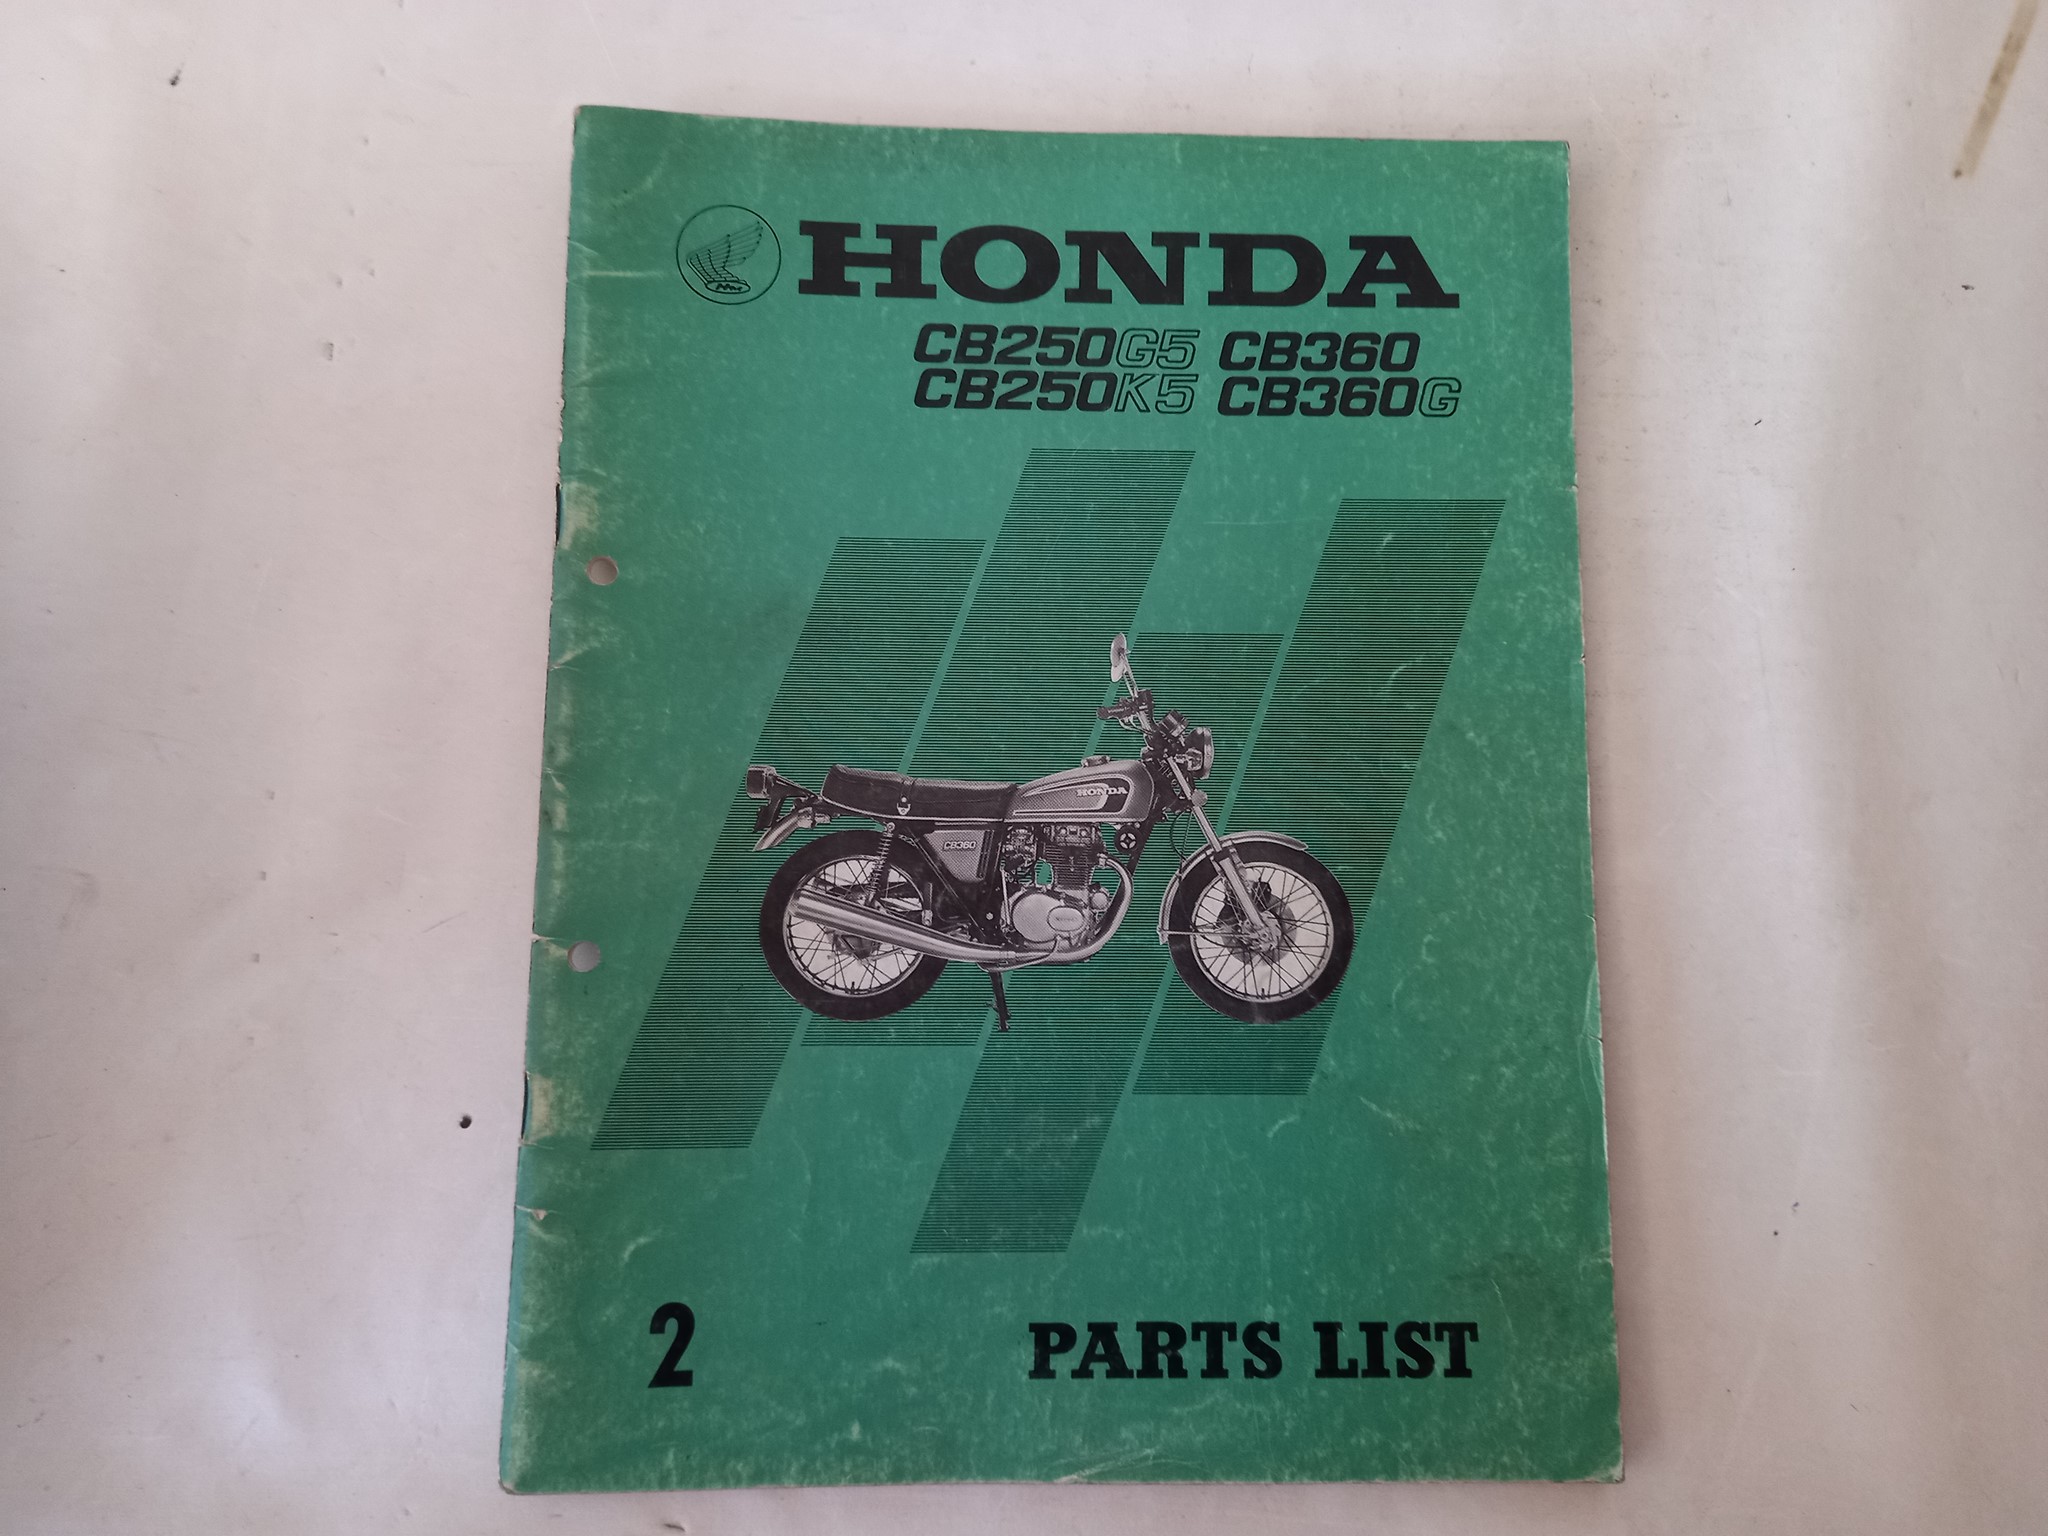 HONDA
CB250G5 CB360
CB250K5 CB360G
HONDA
CB360
2 PARTS LIST